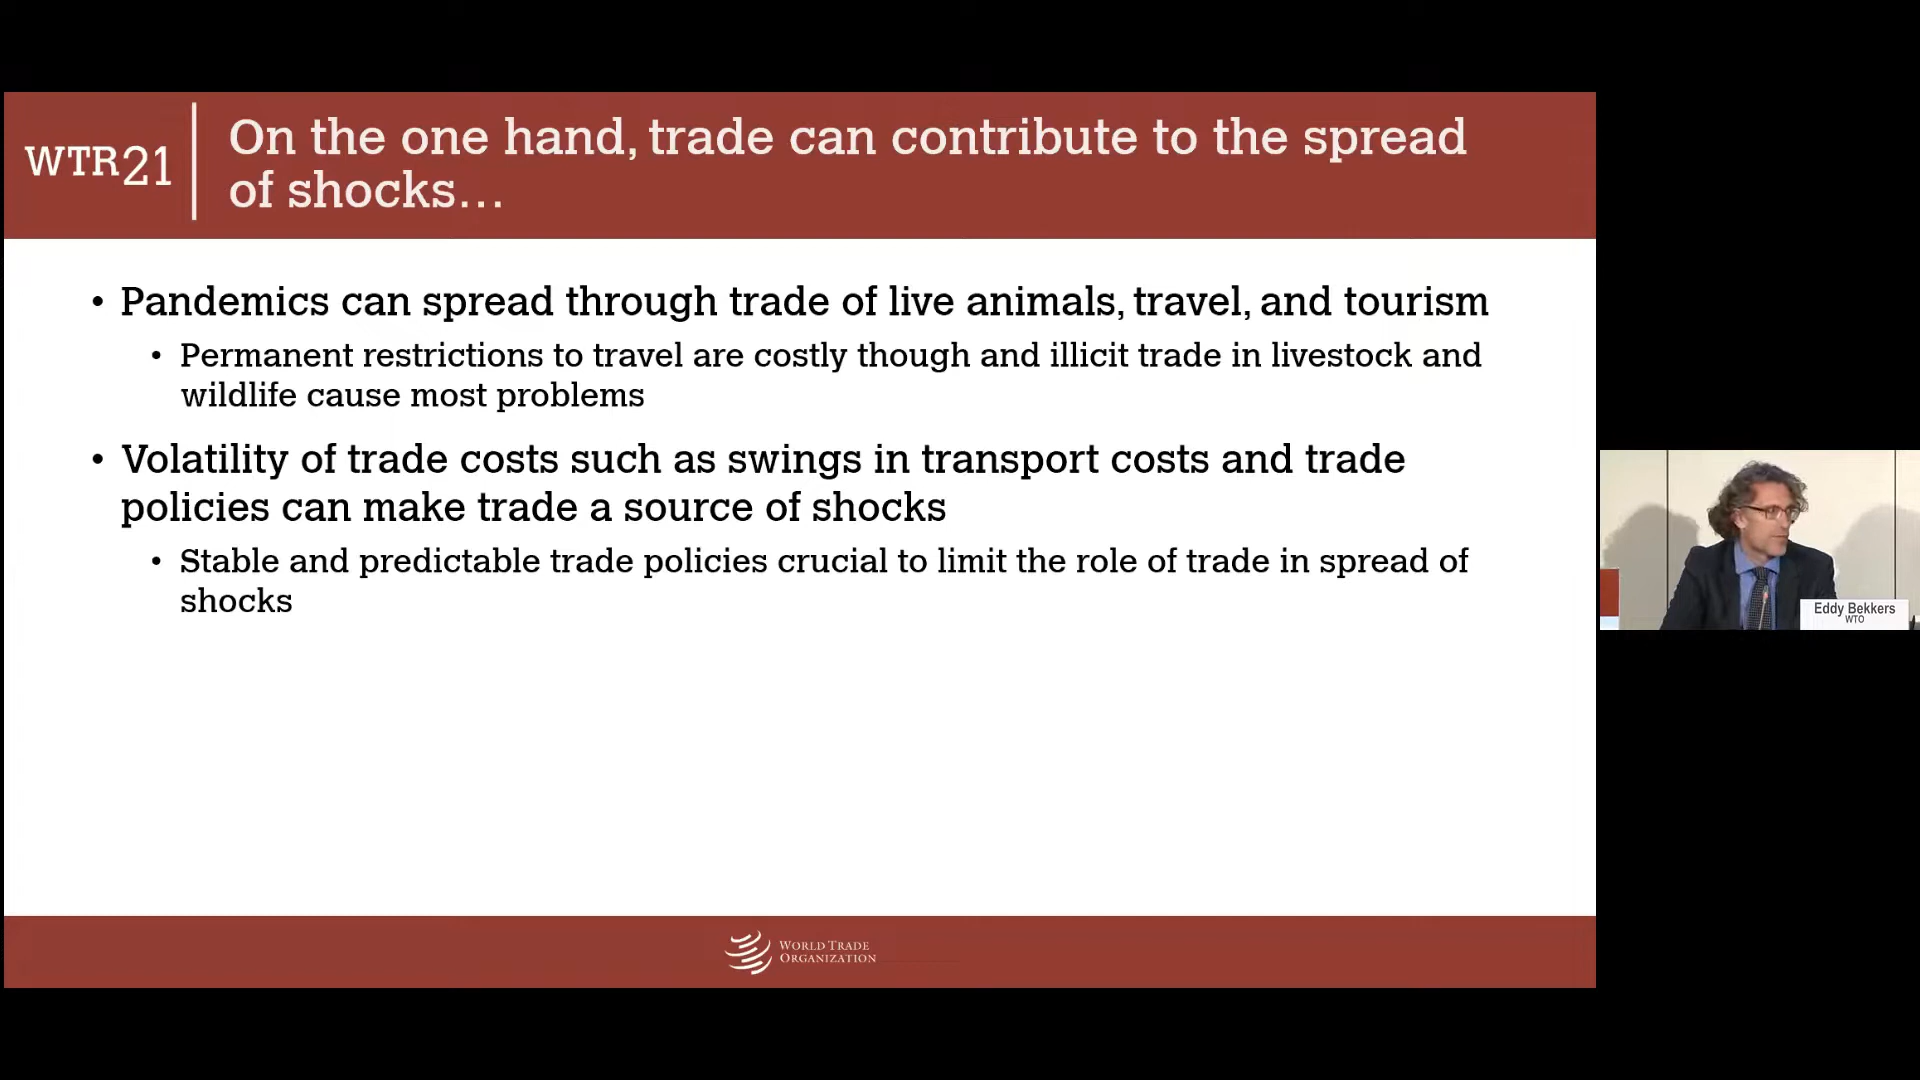 WTR21
On the one hand, trade can contribute to the spread
of shocks...
• Pandemics can spread through trade of live animals, travel, and tourism
• Permanent restrictions to travel are costly though and illicit trade in livestock and
wildlife cause most problems
• Volatility of trade costs such as swings in transport costs and trade
policies can make trade a source of shocks
• Stable and predictable trade policies crucial to limit the role of trade in spread of
shocks
Eddy Bekkers
WTO
WORLD TRADE
ORGANIZATION